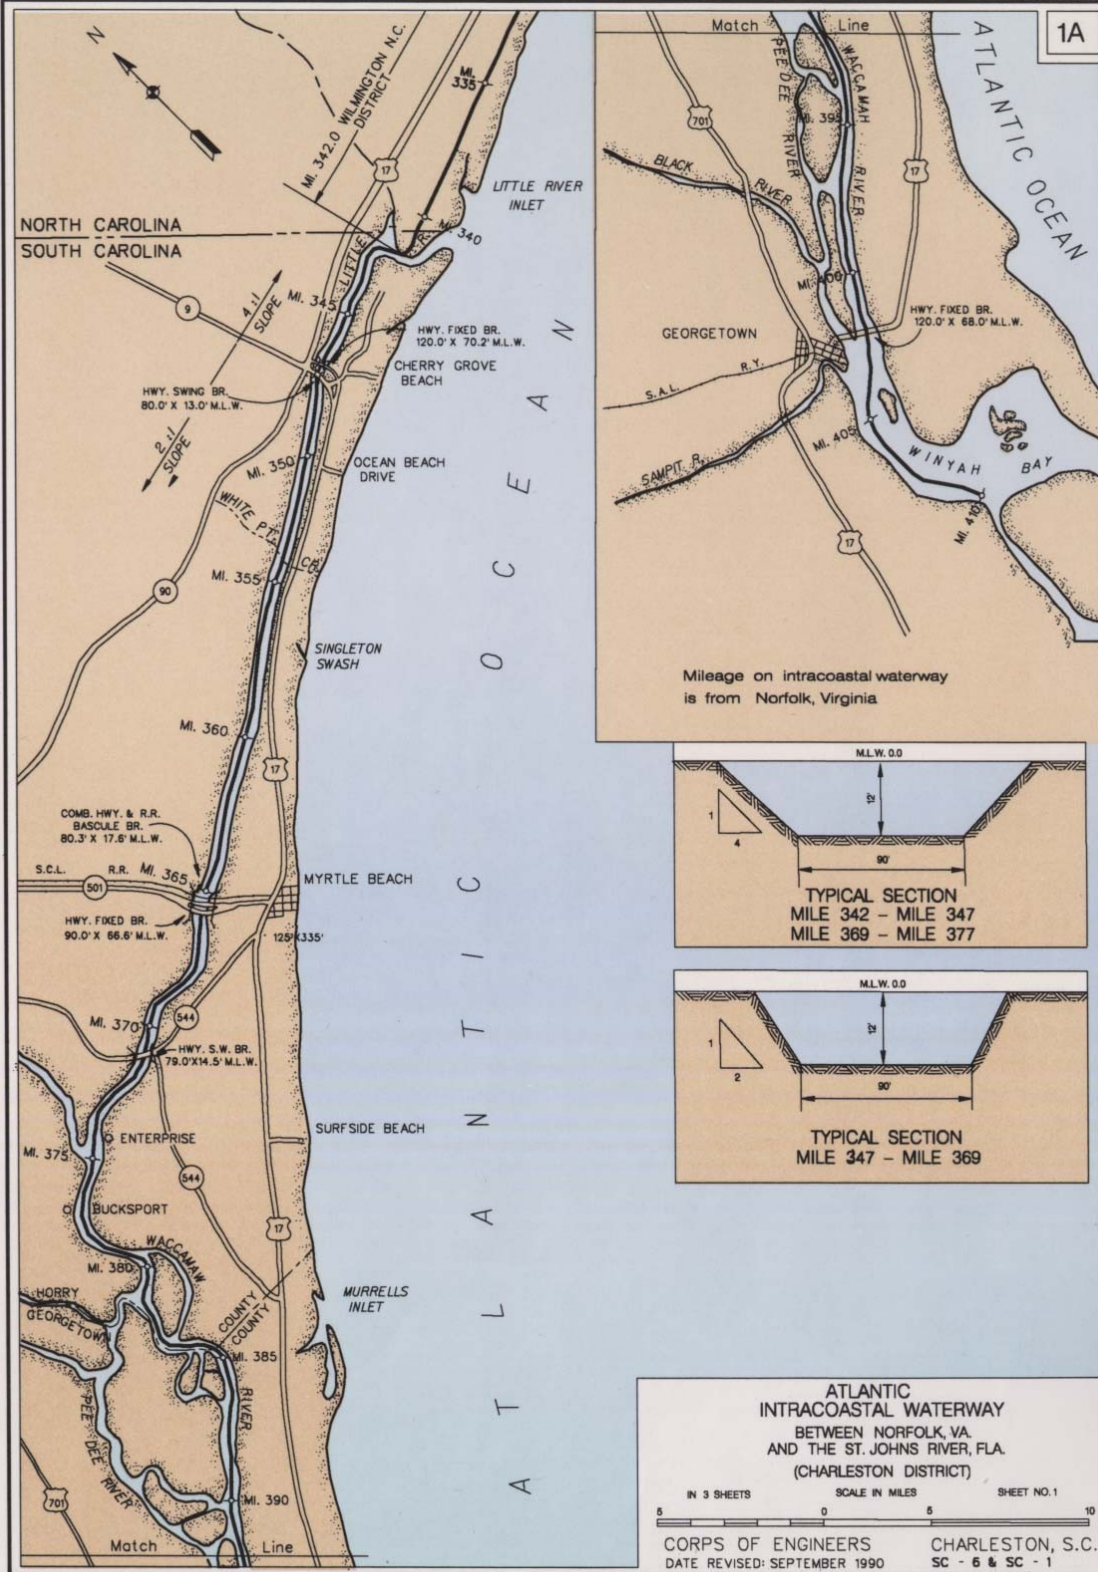 1A
N
MI. 342.0 WILMINGTON N.C.
DISTRICT
MI.
335
17
LITTLE RIVER
INLET
NORTH CAROLINA
SOUTH CAROLINA
LITTLE
R.
MI. 340
9
4:1
SLOPE
MI. 345
HWY. FIXED BR.
120.0' X 70.2' M.L.W.
CHERRY GROVE
BEACH
HWY. SWING BR.
80.0' X 13.0' M.L.W.
2:1
SLOPE
MI. 350
OCEAN BEACH
DRIVE
WHITE PT.
CR.
MI. 355
90
SINGLETON
SWASH
MI. 360
17
COMB. HWY. & R.R.
BASCULE BR.
80.3' X 17.6' M.L.W.
S.C.L. R.R. MI. 365
501
MYRTLE BEACH
HWY. FIXED BR.
90.0' X 66.6' M.L.W.
125' X 335'
544
MI. 370
HWY. S.W. BR.
79.0'X14.5' M.L.W.
ENTERPRISE
MI. 375
SURFSIDE BEACH
544
BUCKSPORT
17
WACCAMAW
MI. 380
HORRY
GEORGETOWN
COUNTY
COUNTY
MURRELLS
INLET
MI. 385
PEE DEE RIVER
RIVER
MI. 390
701
Match Line
ATLANTIC OCEAN
Match Line
PEE DEE RIVER
WACCAMAH RIVER
ATLANTIC OCEAN
701
MI. 395
17
BLACK RIVER
MI. 400
HWY. FIXED BR.
120.0' X 68.0' M.L.W.
GEORGETOWN
S.A.L. R.Y.
MI. 405
WINYAH BAY
SAMPIT R.
MI. 410
17
Mileage on intracoastal waterway
is from Norfolk, Virginia
M.L.W. 0.0
12'
1
4
90'
TYPICAL SECTION
MILE 342 - MILE 347
MILE 369 - MILE 377
M.L.W. 0.0
12'
1
2
90'
TYPICAL SECTION
MILE 347 - MILE 369
ATLANTIC
INTRACOASTAL WATERWAY
BETWEEN NORFOLK, VA.
AND THE ST. JOHNS RIVER, FLA.
(CHARLESTON DISTRICT)
IN 3 SHEETS SCALE IN MILES SHEET NO. 1
5 0 5 10
CORPS OF ENGINEERS CHARLESTON, S.C.
DATE REVISED: SEPTEMBER 1990 SC - 6 & SC - 1